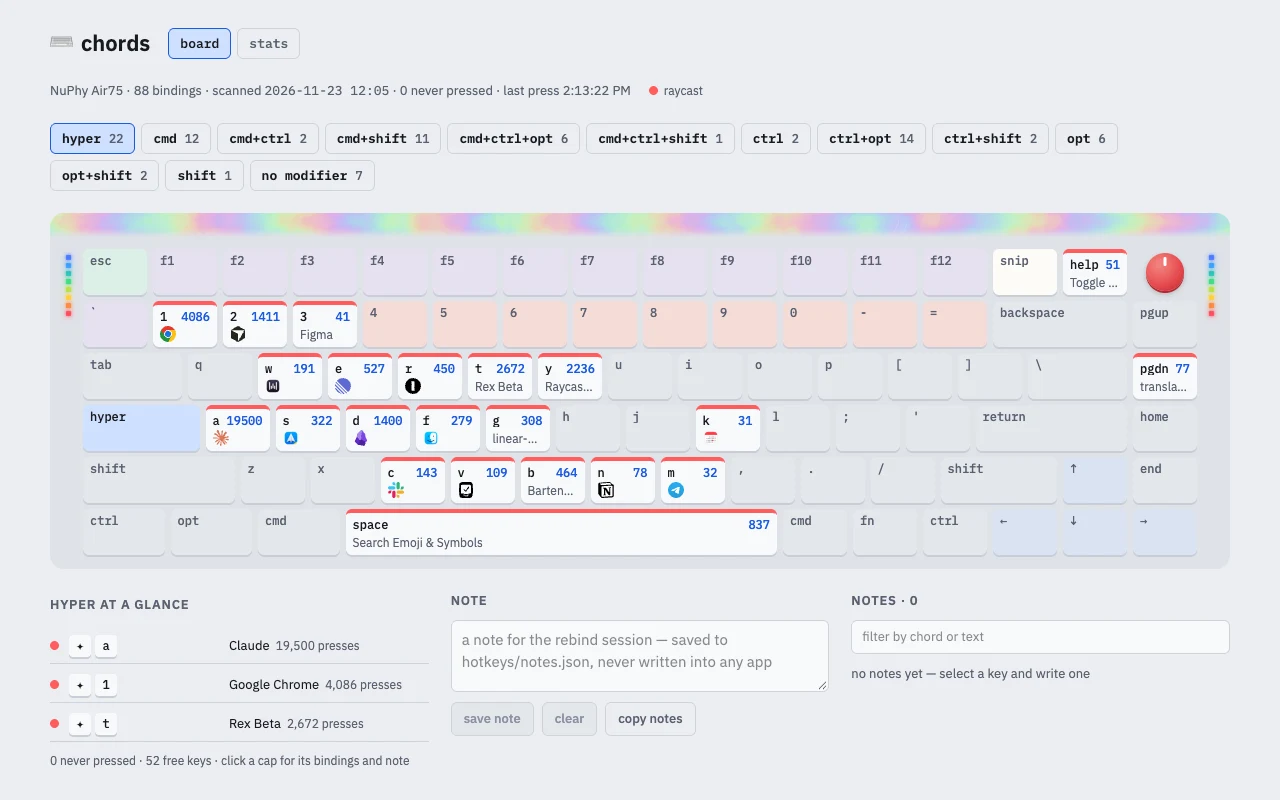 chords board stats
NuPhy Air75 · 88 bindings · scanned 2026-11-23 12:05 · 0 never pressed · last press 2:13:22 PM raycast
hyper 22 cmd 12 cmd+ctrl 2 cmd+shift 11 cmd+ctrl+opt 6 cmd+ctrl+shift 1 ctrl 2 ctrl+opt 14 ctrl+shift 2 opt 6
opt+shift 2 shift 1 no modifier 7
esc f1 f2 f3 f4 f5 f6 f7 f8 f9 f10 f11 f12 snip help 51
Toggle ...
` 1 4086 2 1411 3 41 4 5 6 7 8 9 0 - = backspace pgup
Figma
tab q w 191 e 527 r 450 t 2672 y 2236 u i o p [ ] \ pgdn 77
Rex Beta Raycas... transla...
hyper a 19500 s 322 d 1400 f 279 g 308 h j k 31 l ; ' return home
linear-...
shift z x c 143 v 109 b 464 n 78 m 32 , . / shift ↑ end
Barten...
ctrl opt cmd space 837 cmd fn ctrl ← ↓ →
Search Emoji & Symbols
HYPER AT A GLANCE
✦ a Claude 19,500 presses
✦ 1 Google Chrome 4,086 presses
✦ t Rex Beta 2,672 presses
0 never pressed · 52 free keys · click a cap for its bindings and note
NOTE
a note for the rebind session — saved to
hotkeys/notes.json, never written into any app
save note clear copy notes
NOTES · 0
filter by chord or text
no notes yet — select a key and write one